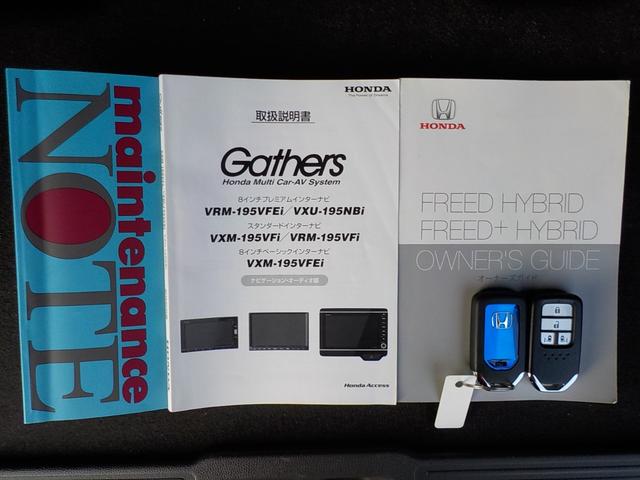 maintenance
NOTE
HONDA
The Power of Dreams
取扱説明書
Gathers
Honda Multi Car-AV System
8インチプレミアムインターナビ
VRM-195VFEi/VXU-195NBi
スタンダードインターナビ
VXM-195VFi/VRM-195VFi
8インチベーシックインターナビ
VXM-195VFEi
ナビゲーション・オーディオ編
Honda Access
HONDA
FREED HYBRID
FREED+ HYBRID
OWNER'S GUIDE
オーナーズガイド